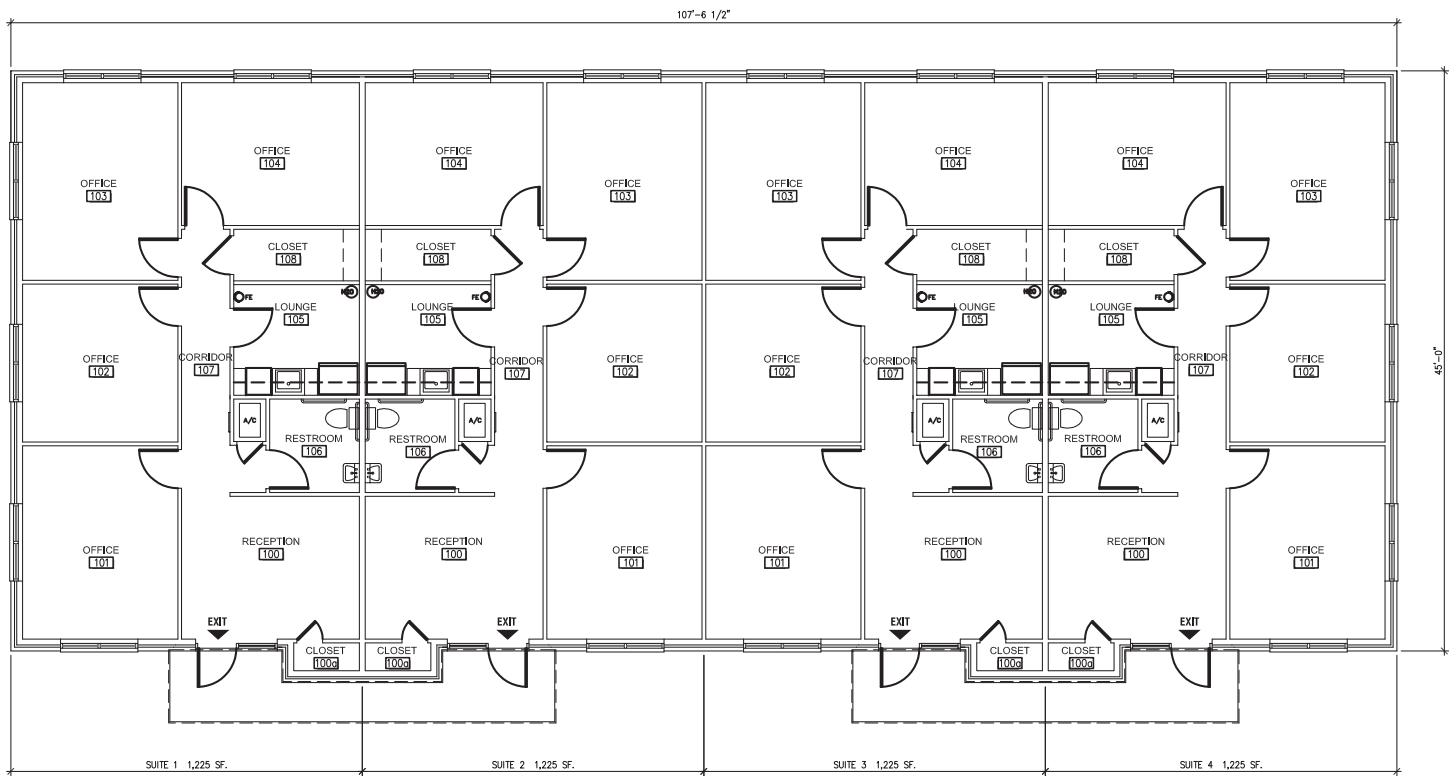 107'-6 1/2"
OFFICE
104
OFFICE
104
OFFICE
104
OFFICE
104
OFFICE
103
OFFICE
103
OFFICE
103
OFFICE
103
CLOSET
108
CLOSET
108
CLOSET
108
CLOSET
108
FE
H2O
H2O
FE
FE
H2O
H2O
FE
LOUNGE
105
LOUNGE
105
LOUNGE
105
LOUNGE
105
OFFICE
102
CORRIDOR
107
CORRIDOR
107
OFFICE
102
OFFICE
102
CORRIDOR
107
CORRIDOR
107
OFFICE
102
45'-0"
A/C
A/C
A/C
A/C
RESTROOM
106
RESTROOM
106
RESTROOM
106
RESTROOM
106
OFFICE
101
RECEPTION
100
RECEPTION
100
OFFICE
101
OFFICE
101
RECEPTION
100
RECEPTION
100
OFFICE
101
EXIT
EXIT
EXIT
EXIT
CLOSET
100a
CLOSET
100a
CLOSET
100a
CLOSET
100a
SUITE 1 1,225 SF.
SUITE 2 1,225 SF.
SUITE 3 1,225 SF.
SUITE 4 1,225 SF.